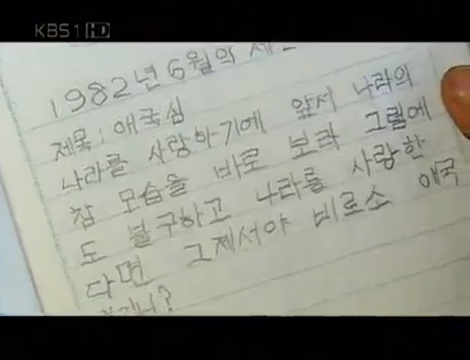 KBS1 HD
1982년 6월의
제목 : 애국심
나라를 사랑하기에 앞서 나라의
참 모습을 바로 보라 그럼에
도 불구하고 나라를 사랑한
다면 그제서야 비로소 애국